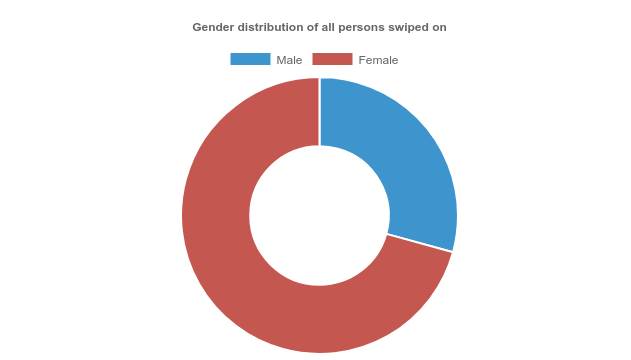 Gender distribution of all persons swiped on
Male Female